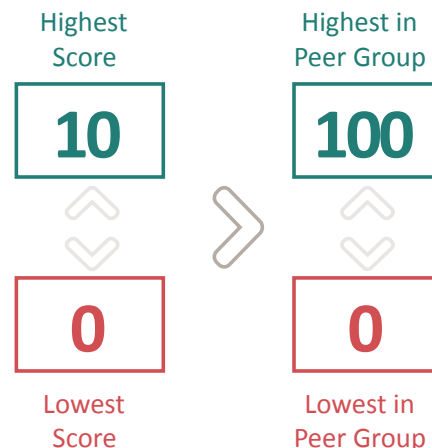 Highest
Score
10
0
Lowest
Score
Highest in
Peer Group
100
0
Lowest in
Peer Group